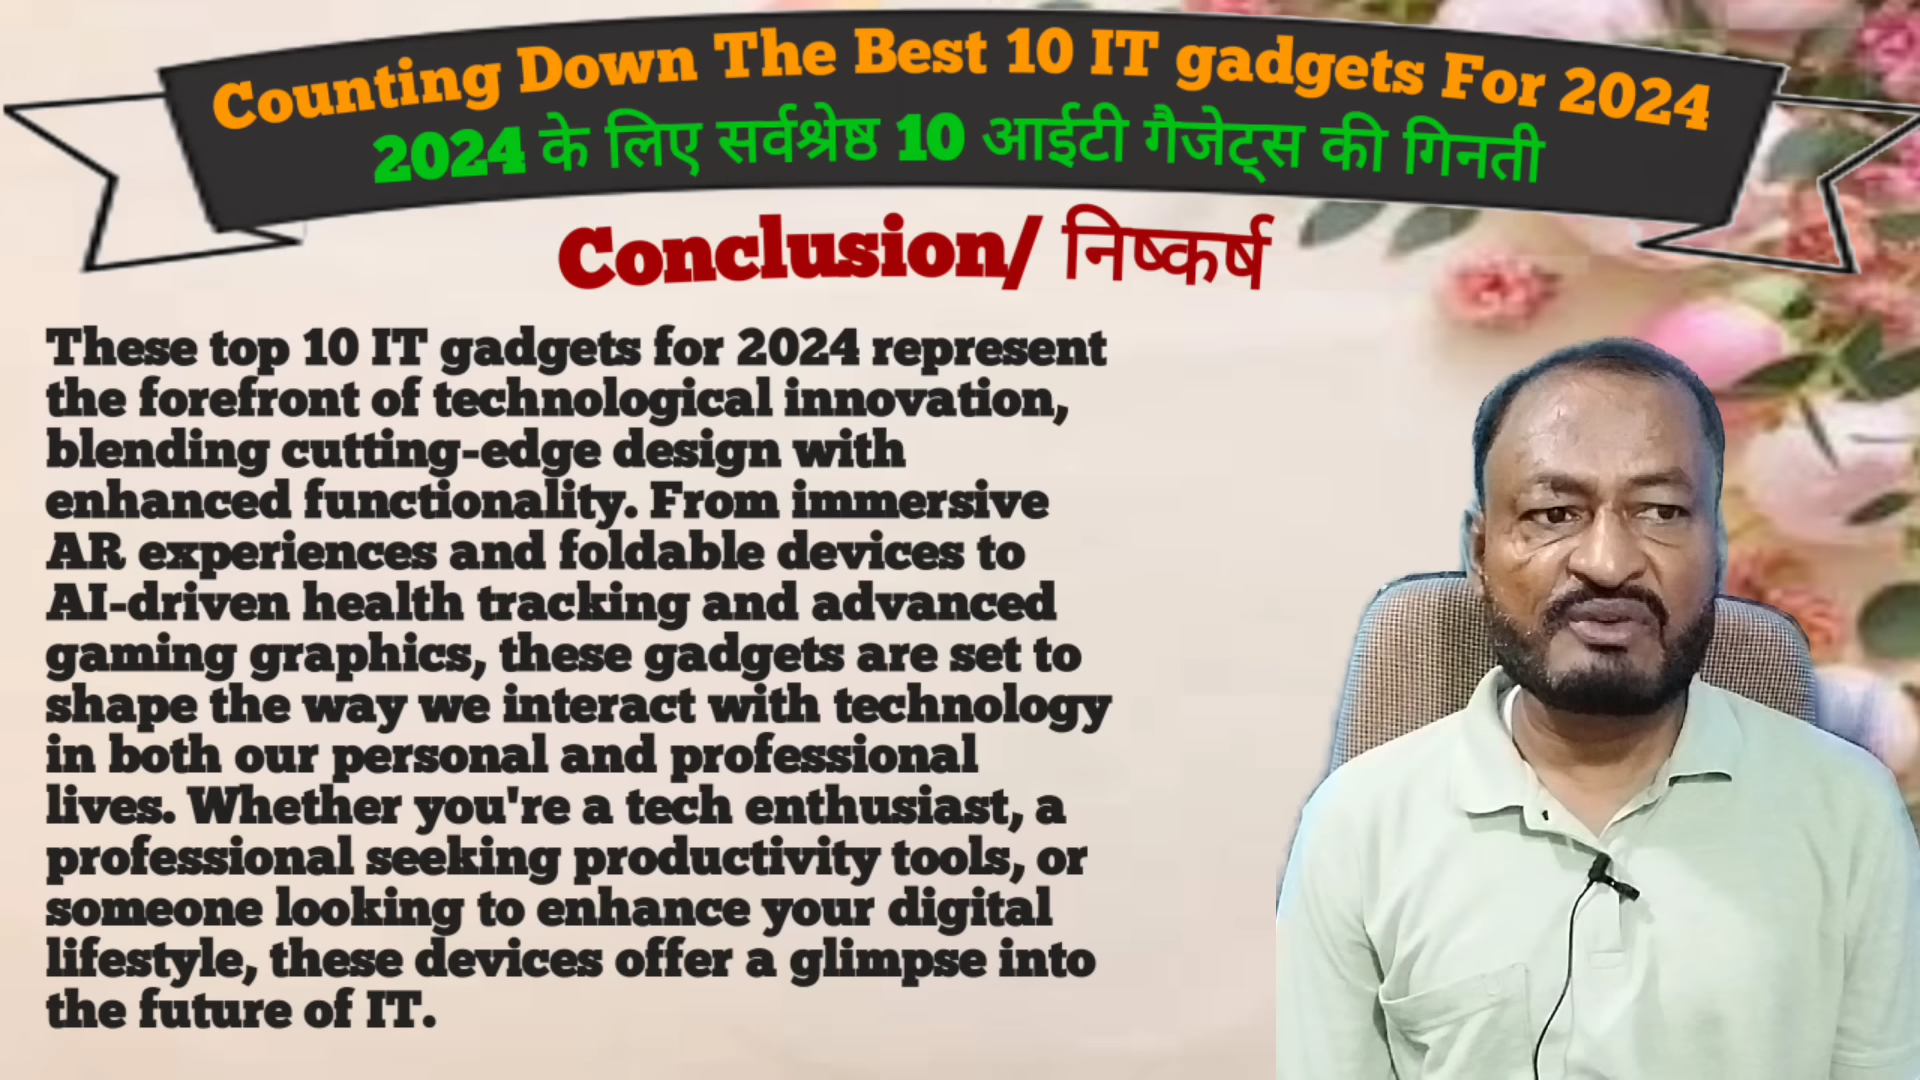 Counting Down The Best 10 IT gadgets For 2024
2024 के लिए सर्वश्रेष्ठ 10 आईटी गैजेट्स की गिनती
Conclusion/ निष्कर्ष
These top 10 IT gadgets for 2024 represent
the forefront of technological innovation,
blending cutting-edge design with
enhanced functionality. From immersive
AR experiences and foldable devices to
AI-driven health tracking and advanced
gaming graphics, these gadgets are set to
shape the way we interact with technology
in both our personal and professional
lives. Whether you're a tech enthusiast, a
professional seeking productivity tools, or
someone looking to enhance your digital
lifestyle, these devices offer a glimpse into
the future of IT.